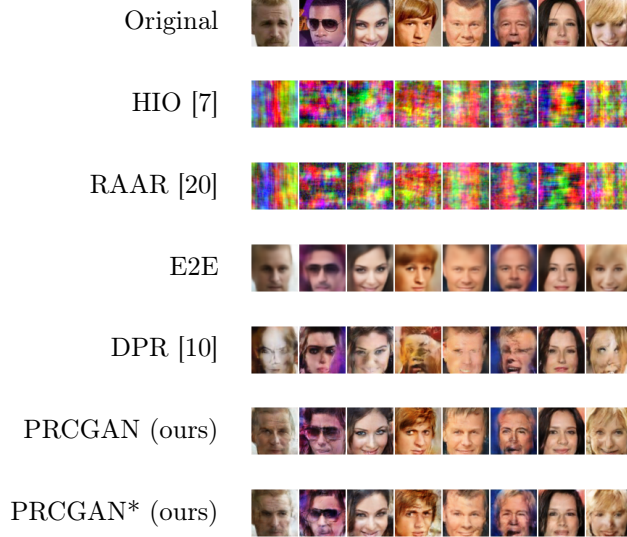 Original
HIO [7]
RAAR [20]
E2E
DPR [10]
PRCGAN (ours)
PRCGAN* (ours)